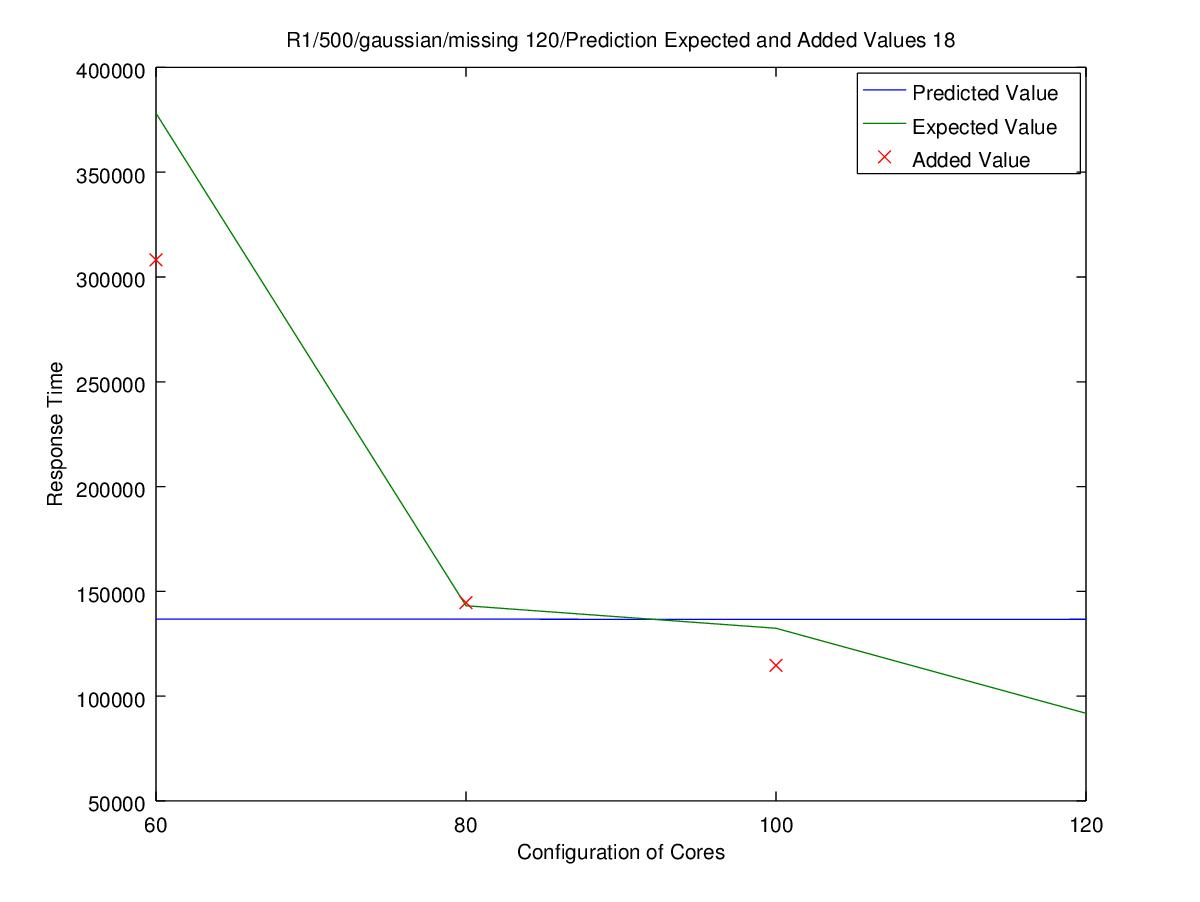 R1/500/gaussian/missing 120/Prediction Expected and Added Values 18
400000
350000
300000
250000
200000
150000
100000
50000
Response Time
Predicted Value
Expected Value
Added Value
60 80 100 120
Configuration of Cores